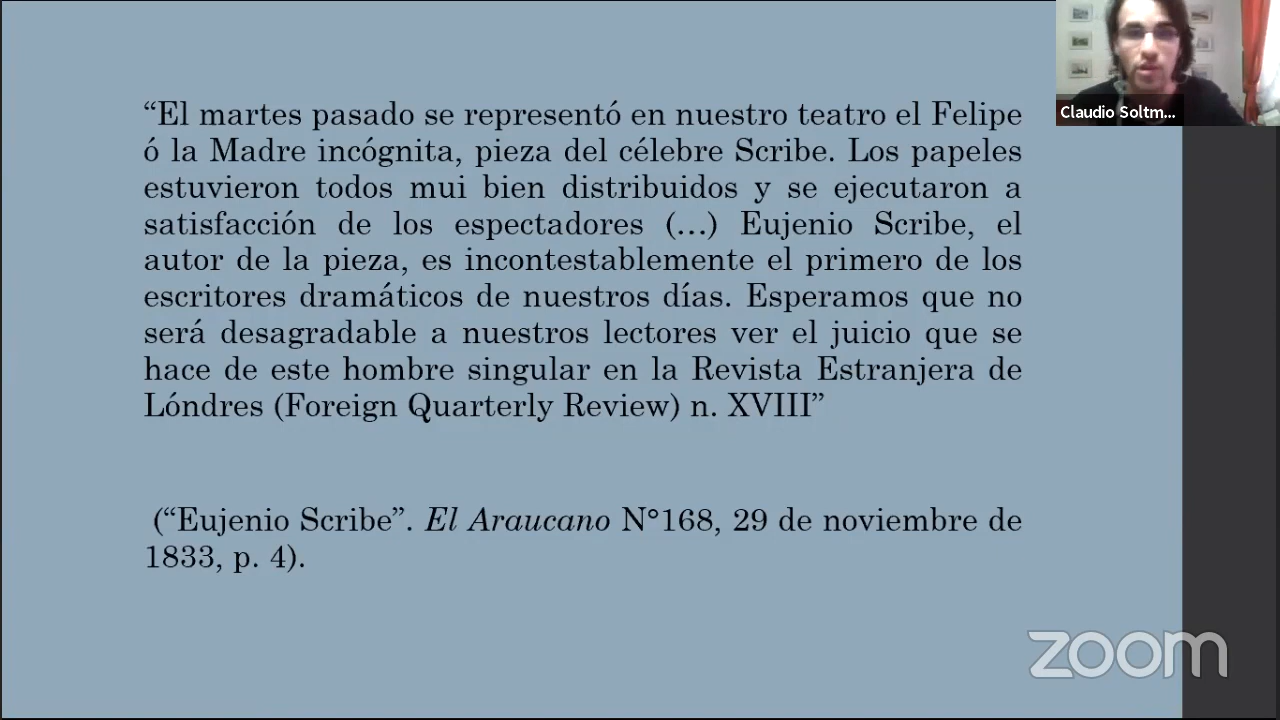 “El martes pasado se representó en nuestro teatro el Felipe
ó la Madre incógnita, pieza del célebre Scribe. Los papeles
estuvieron todos mui bien distribuidos y se ejecutaron a
satisfacción de los espectadores (…) Eujenio Scribe, el
autor de la pieza, es incontestablemente el primero de los
escritores dramáticos de nuestros días. Esperamos que no
será desagradable a nuestros lectores ver el juicio que se
hace de este hombre singular en la Revista Estranjera de
Lóndres (Foreign Quarterly Review) n. XVIII”
(“Eujenio Scribe”. El Araucano N°168, 29 de noviembre de
1833, p. 4).
Claudio Soltm...
zoom